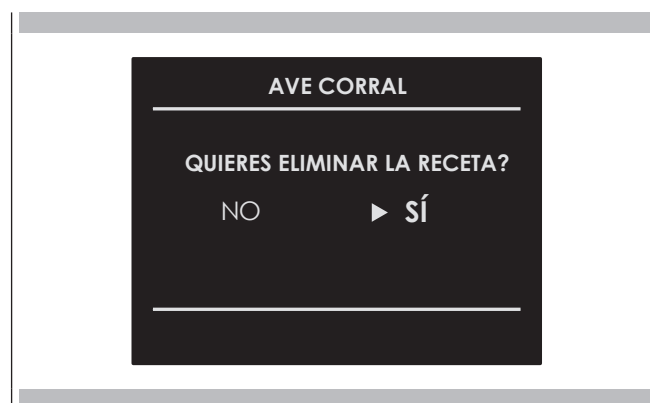 AVE CORRAL
QUIERES ELIMINAR LA RECETA?
NO ▶ SÍ